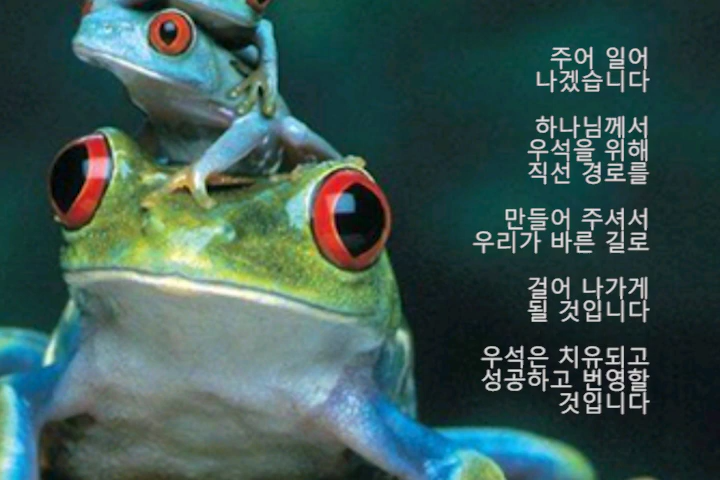 주어 일어
나겠습니다
하나님께서
우석을 위해
직선 경로를
만들어 주셔서
우리가 바른 길로
걸어 나가게
될 것입니다
우석은 치유되고
성공하고 번영할
것입니다